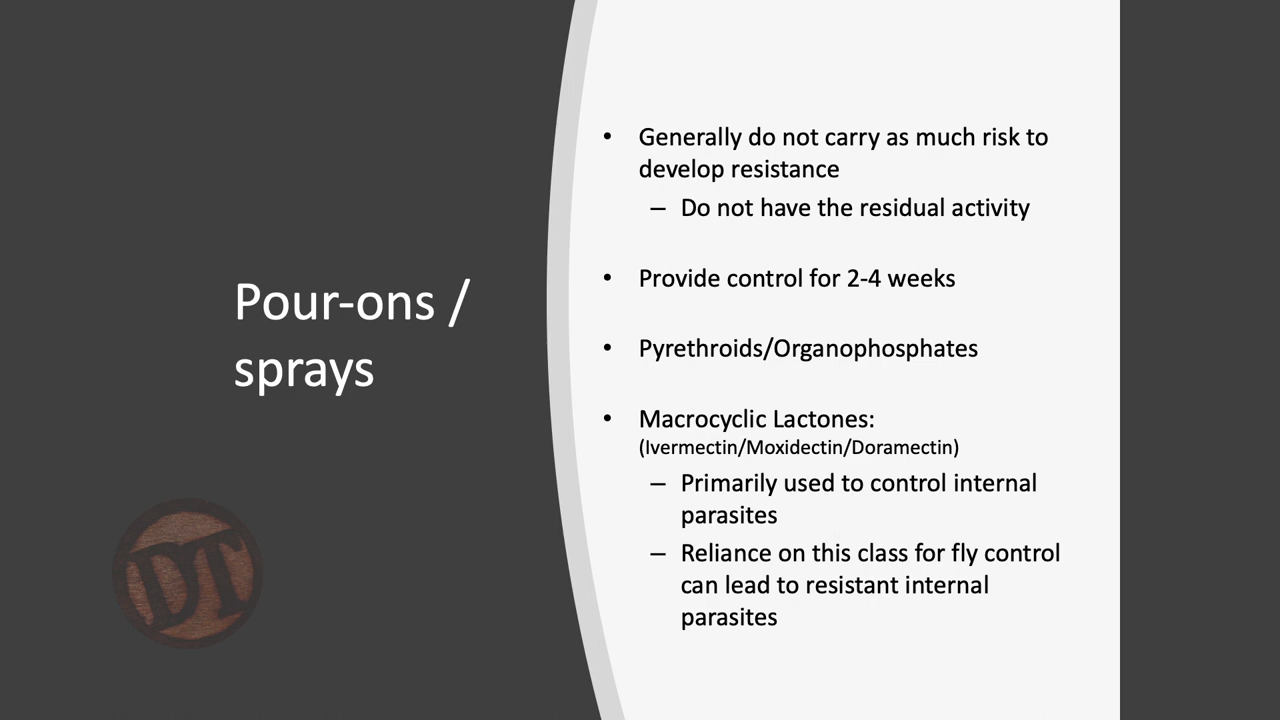 Pour-ons /
sprays
• Generally do not carry as much risk to
develop resistance
– Do not have the residual activity
• Provide control for 2-4 weeks
• Pyrethroids/Organophosphates
• Macrocyclic Lactones:
(Ivermectin/Moxidectin/Doramectin)
– Primarily used to control internal
parasites
– Reliance on this class for fly control
can lead to resistant internal
parasites
DT